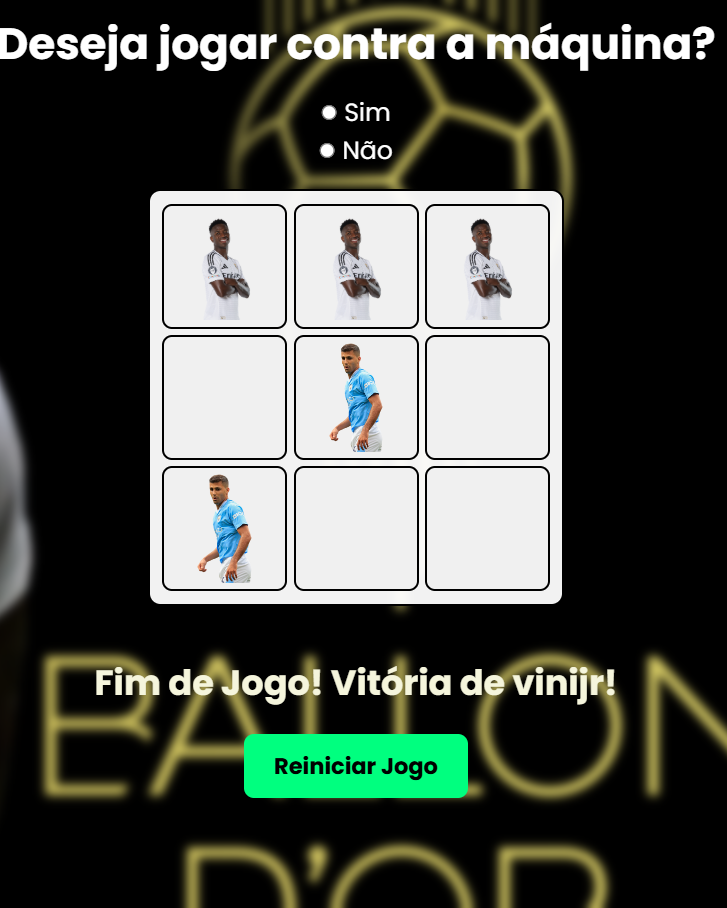 Deseja jogar contra a máquina?
Sim
Não
Fim de Jogo! Vitória de vinijr!
Reiniciar Jogo
BALLON
D'OR